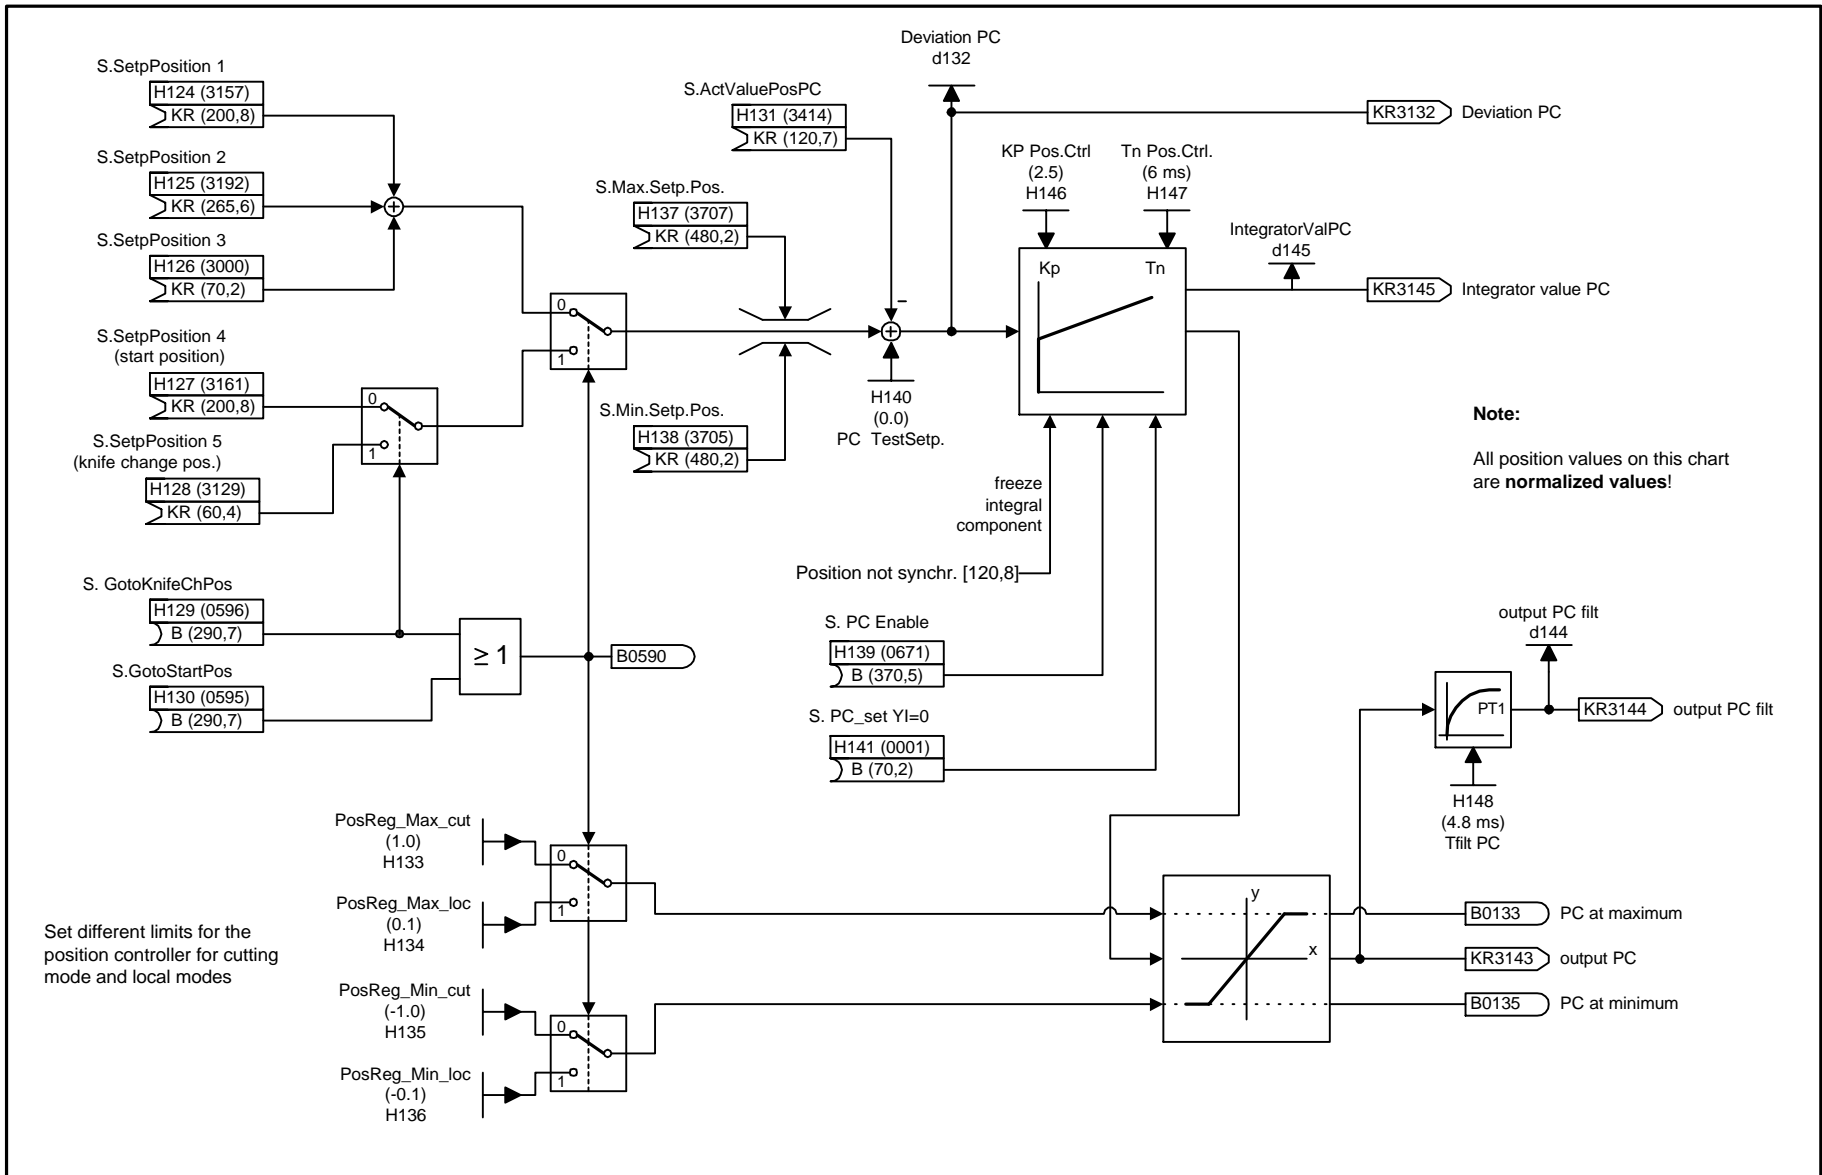 S.SetpPosition 1
H124 (3157)
KR (200,8)
S.SetpPosition 2
H125 (3192)
KR (265,6)
S.SetpPosition 3
H126 (3000)
KR (70,2)
S.SetpPosition 4
(start position)
H127 (3161)
KR (200,8)
S.SetpPosition 5
(knife change pos.)
H128 (3129)
KR (60,4)
S. GotoKnifeChPos
H129 (0596)
B (290,7)
S.GotoStartPos
H130 (0595)
B (290,7)
0
1
0
1
≥ 1
B0590
S.Max.Setp.Pos.
H137 (3707)
KR (480,2)
S.Min.Setp.Pos.
H138 (3705)
KR (480,2)
S.ActValuePosPC
H131 (3414)
KR (120,7)
+
–
+
H140
(0.0)
PC TestSetp.
Deviation PC
d132
KR3132
Deviation PC
KP Pos.Ctrl
(2.5)
H146
Tn Pos.Ctrl.
(6 ms)
H147
Kp
Tn
IntegratorValPC
d145
KR3145
Integrator value PC
freeze
integral
component
Position not synchr. [120,8]
S. PC Enable
H139 (0671)
B (370,5)
S. PC_set YI=0
H141 (0001)
B (70,2)
Note:
All position values on this chart
are normalized values!
output PC filt
d144
PT1
KR3144
output PC filt
H148
(4.8 ms)
Tfilt PC
PosReg_Max_cut
(1.0)
H133
PosReg_Max_loc
(0.1)
H134
0
1
PosReg_Min_cut
(-1.0)
H135
PosReg_Min_loc
(-0.1)
H136
0
1
Set different limits for the
position controller for cutting
mode and local modes
y
x
B0133
PC at maximum
KR3143
output PC
B0135
PC at minimum